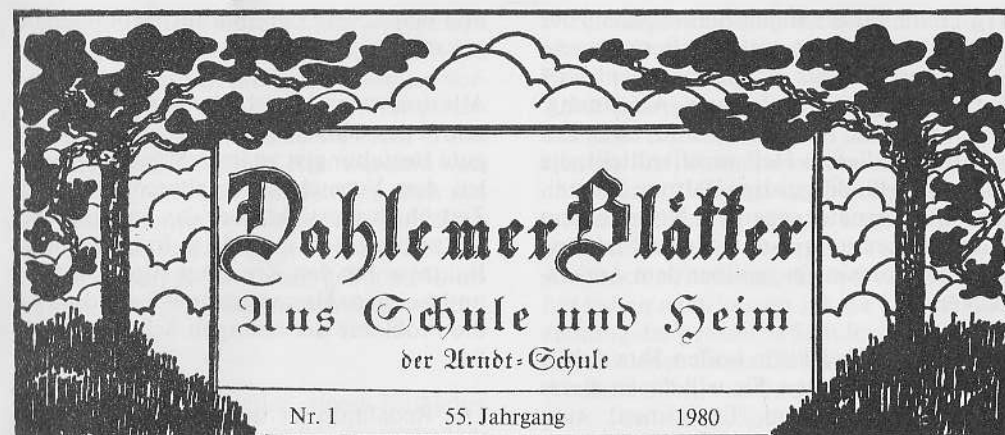 Dahlemer Blätter
Aus Schule und Heim
der Arndt-Schule
Nr. 1 55. Jahrgang 1980